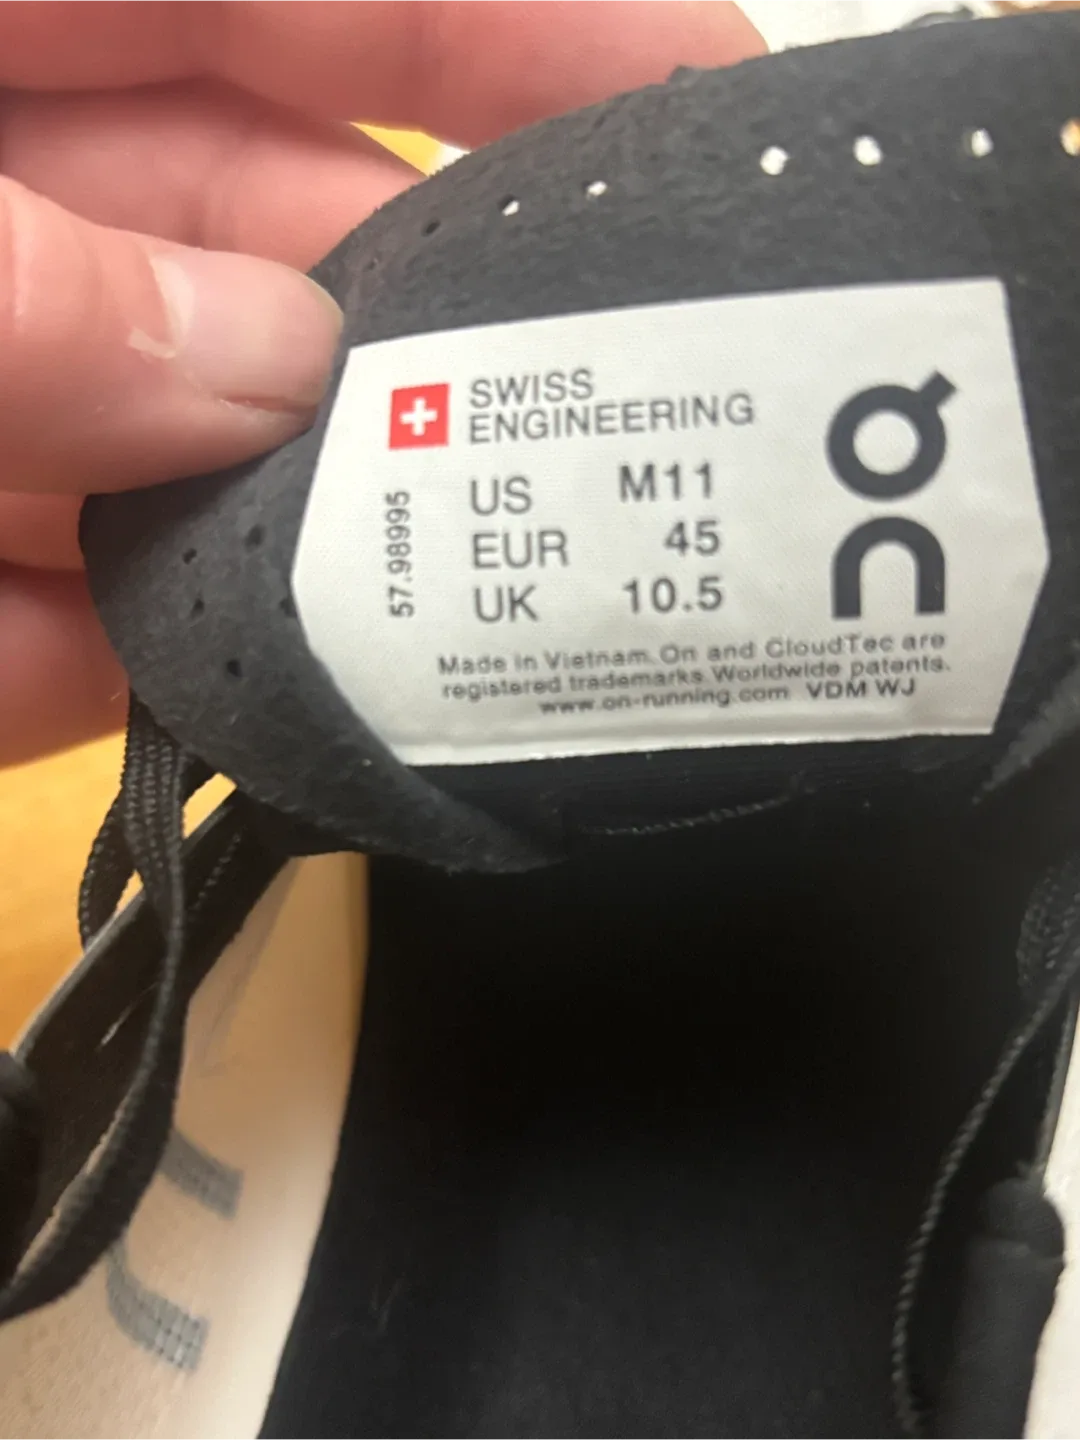 SWISS
ENGINEERING
57.98995
US M11
EUR 45
UK 10.5
On
Made in Vietnam. On and CloudTec are
registered trademarks. Worldwide patents.
www.on-running.com VDM WJ